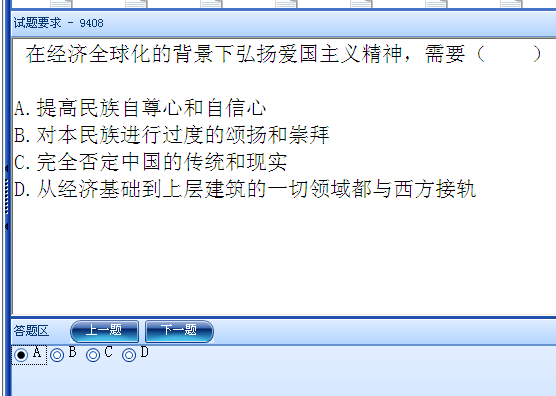 试题要求 - 9408
在经济全球化的背景下弘扬爱国主义精神，需要（　　）
A.提高民族自尊心和自信心
B.对本民族进行过度的颂扬和崇拜
C.完全否定中国的传统和现实
D.从经济基础到上层建筑的一切领域都与西方接轨
答题区 上一题 下一题
A B C D